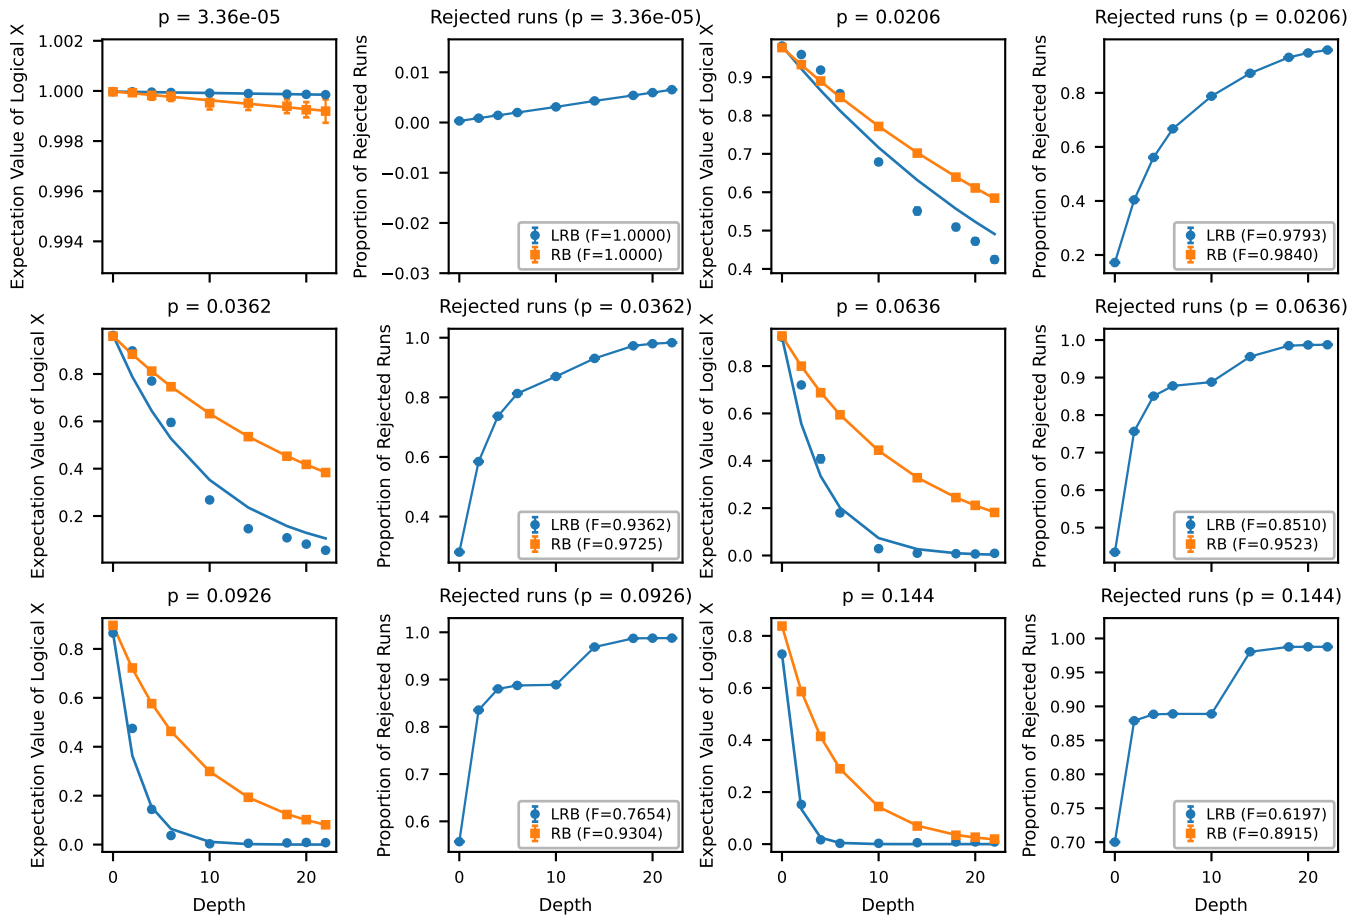 p = 3.36e-05
Expectation Value of Logical X
1.002
1.000
0.998
0.996
0.994
Rejected runs (p = 3.36e-05)
Proportion of Rejected Runs
0.01
0.00
−0.01
−0.02
−0.03
LRB (F=1.0000)
RB (F=1.0000)
p = 0.0206
Expectation Value of Logical X
0.9
0.8
0.7
0.6
0.5
0.4
Rejected runs (p = 0.0206)
Proportion of Rejected Runs
0.8
0.6
0.4
0.2
LRB (F=0.9793)
RB (F=0.9840)
p = 0.0362
Expectation Value of Logical X
0.8
0.6
0.4
0.2
Rejected runs (p = 0.0362)
Proportion of Rejected Runs
1.0
0.8
0.6
0.4
LRB (F=0.9362)
RB (F=0.9725)
p = 0.0636
Expectation Value of Logical X
0.8
0.6
0.4
0.2
0.0
Rejected runs (p = 0.0636)
Proportion of Rejected Runs
1.0
0.9
0.8
0.7
0.6
0.5
LRB (F=0.8510)
RB (F=0.9523)
p = 0.0926
Expectation Value of Logical X
0.8
0.6
0.4
0.2
0.0
0 10 20
Depth
Rejected runs (p = 0.0926)
Proportion of Rejected Runs
1.0
0.9
0.8
0.7
0.6
LRB (F=0.7654)
RB (F=0.9304)
0 10 20
Depth
p = 0.144
Expectation Value of Logical X
0.8
0.6
0.4
0.2
0.0
0 10 20
Depth
Rejected runs (p = 0.144)
Proportion of Rejected Runs
1.00
0.95
0.90
0.85
0.80
0.75
0.70
LRB (F=0.6197)
RB (F=0.8915)
0 10 20
Depth